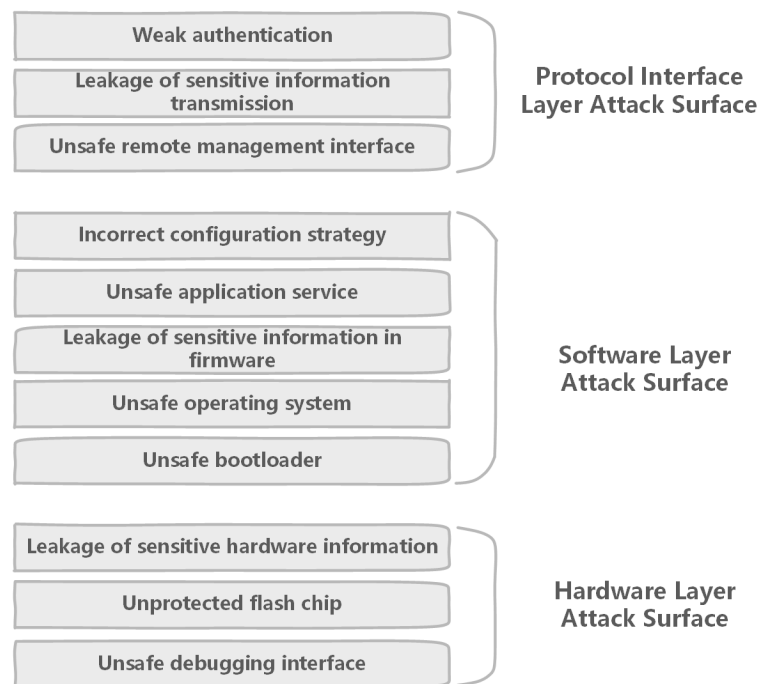 Weak authentication
Leakage of sensitive information
transmission
Unsafe remote management interface
Protocol Interface
Layer Attack Surface
Incorrect configuration strategy
Unsafe application service
Leakage of sensitive information in
firmware
Unsafe operating system
Unsafe bootloader
Software Layer
Attack Surface
Leakage of sensitive hardware information
Unprotected flash chip
Unsafe debugging interface
Hardware Layer
Attack Surface